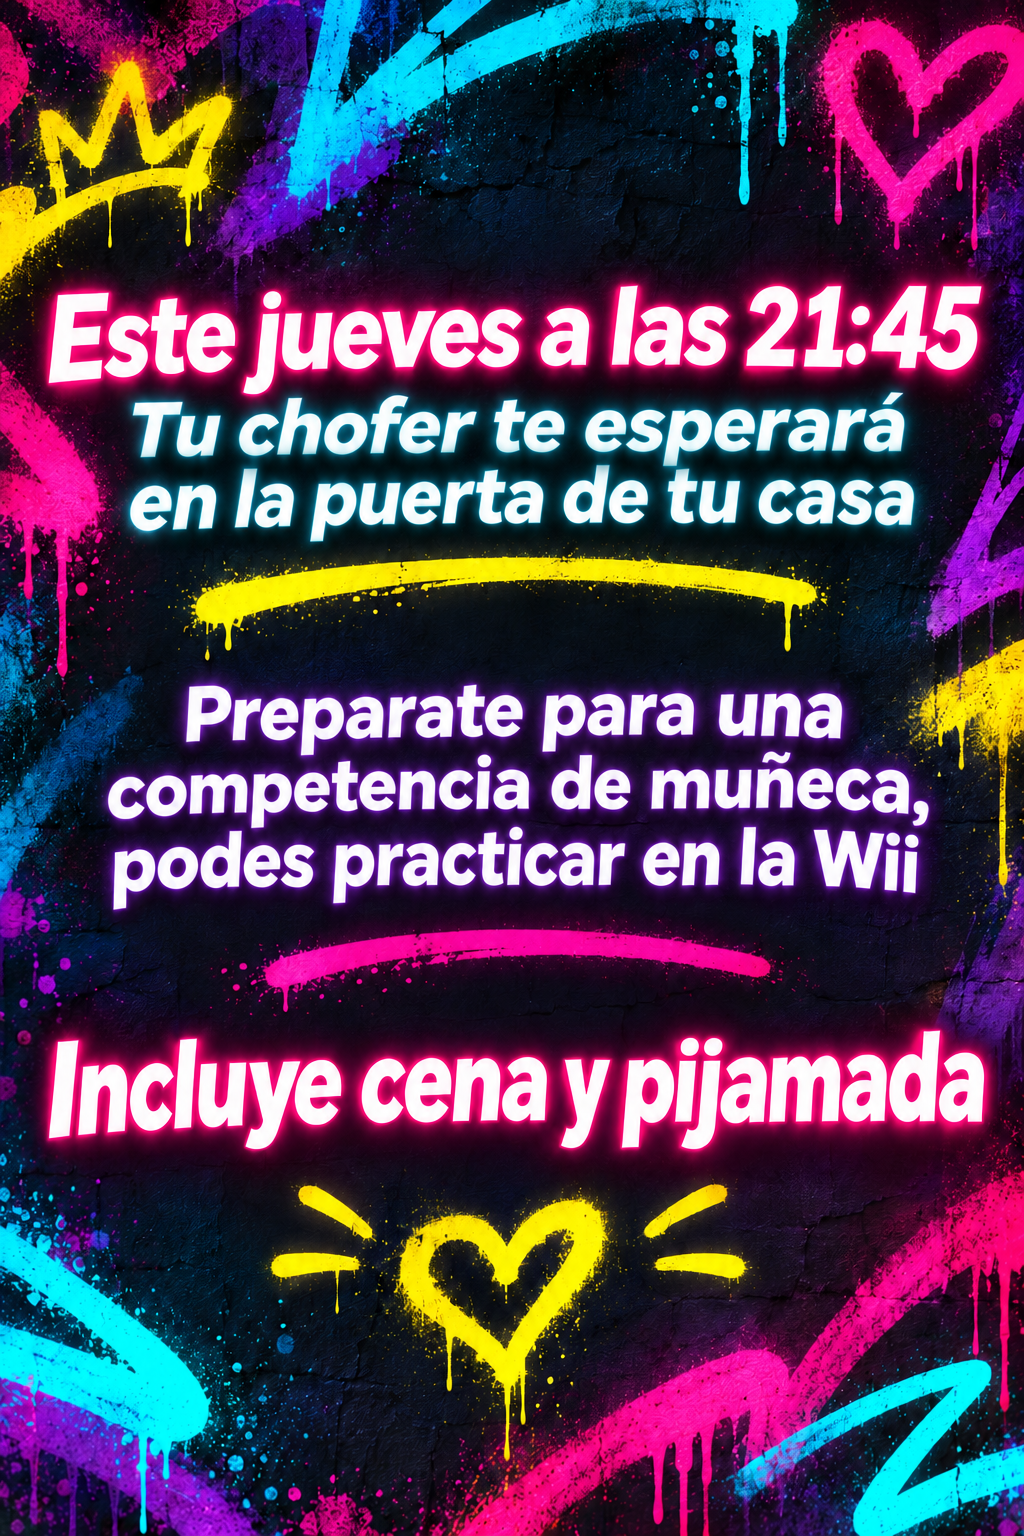 Este jueves a las 21:45
Tu chofer te esperará
en la puerta de tu casa
Preparate para una
competencia de muñeca,
podes practicar en la Wii
Incluye cena y pijamada